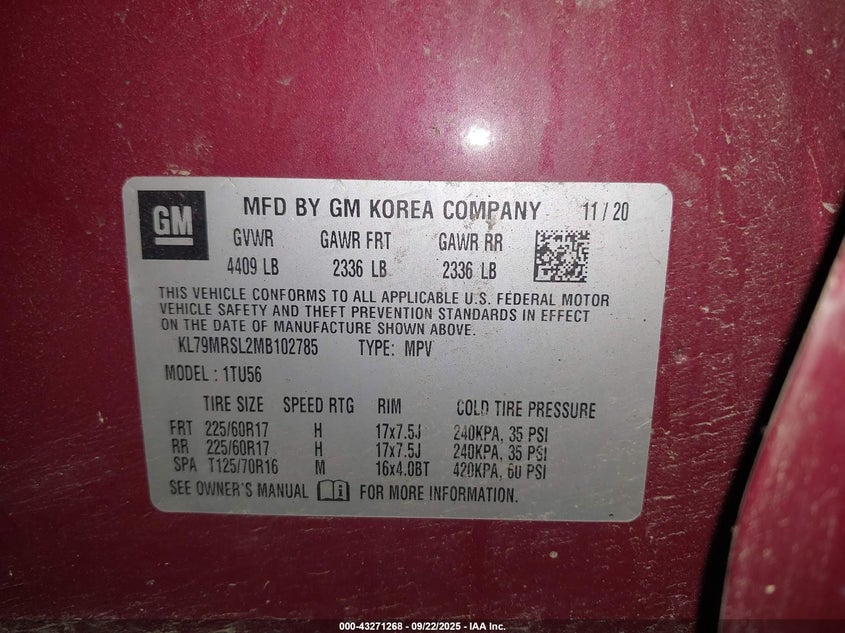 GM MFD BY GM KOREA COMPANY 11/20
GVWR GAWR FRT GAWR RR
4409 LB 2336 LB 2336 LB
THIS VEHICLE CONFORMS TO ALL APPLICABLE U.S. FEDERAL MOTOR
VEHICLE SAFETY AND THEFT PREVENTION STANDARDS IN EFFECT
ON THE DATE OF MANUFACTURE SHOWN ABOVE.
KL79MRSL2MB102785 TYPE: MPV
MODEL : 1TU56
TIRE SIZE SPEED RTG RIM COLD TIRE PRESSURE
FRT 225/60R17 H 17x7.5J 240KPA, 35 PSI
RR 225/60R17 H 17x7.5J 240KPA, 35 PSI
SPA T125/70R16 M 16x4.0BT 420KPA, 60 PSI
SEE OWNER'S MANUAL FOR MORE INFORMATION.
000-43271268 - 09/22/2025 - IAA Inc.